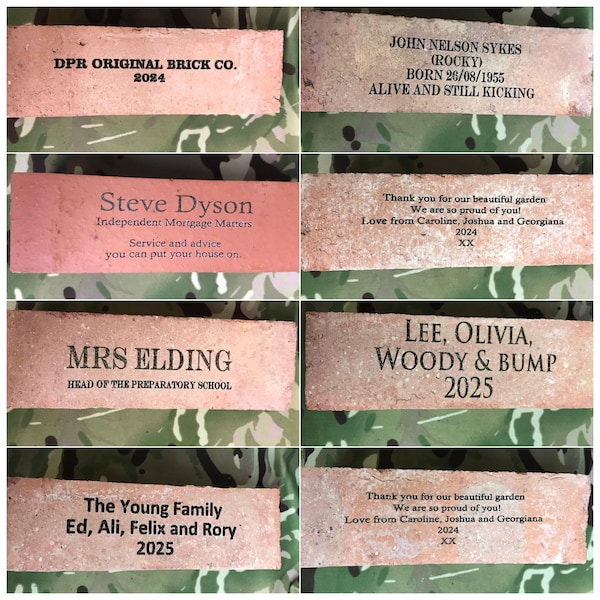 DPR ORIGINAL BRICK CO.
2024
JOHN NELSON SYKES
(ROCKY)
BORN 26/08/1955
ALIVE AND STILL KICKING
Steve Dyson
Independent Mortgage Matters
Service and advice
you can put your house on.
Thank you for our beautiful garden
We are so proud of you!
Love from Caroline, Joshua and Georgiana
2024
XX
MRS ELDING
HEAD OF THE PREPARATORY SCHOOL
LEE, OLIVIA,
WOODY & BUMP
2025
The Young Family
Ed, Ali, Felix and Rory
2025
Thank you for our beautiful garden
We are so proud of you!
Love from Caroline, Joshua and Georgiana
2024
XX